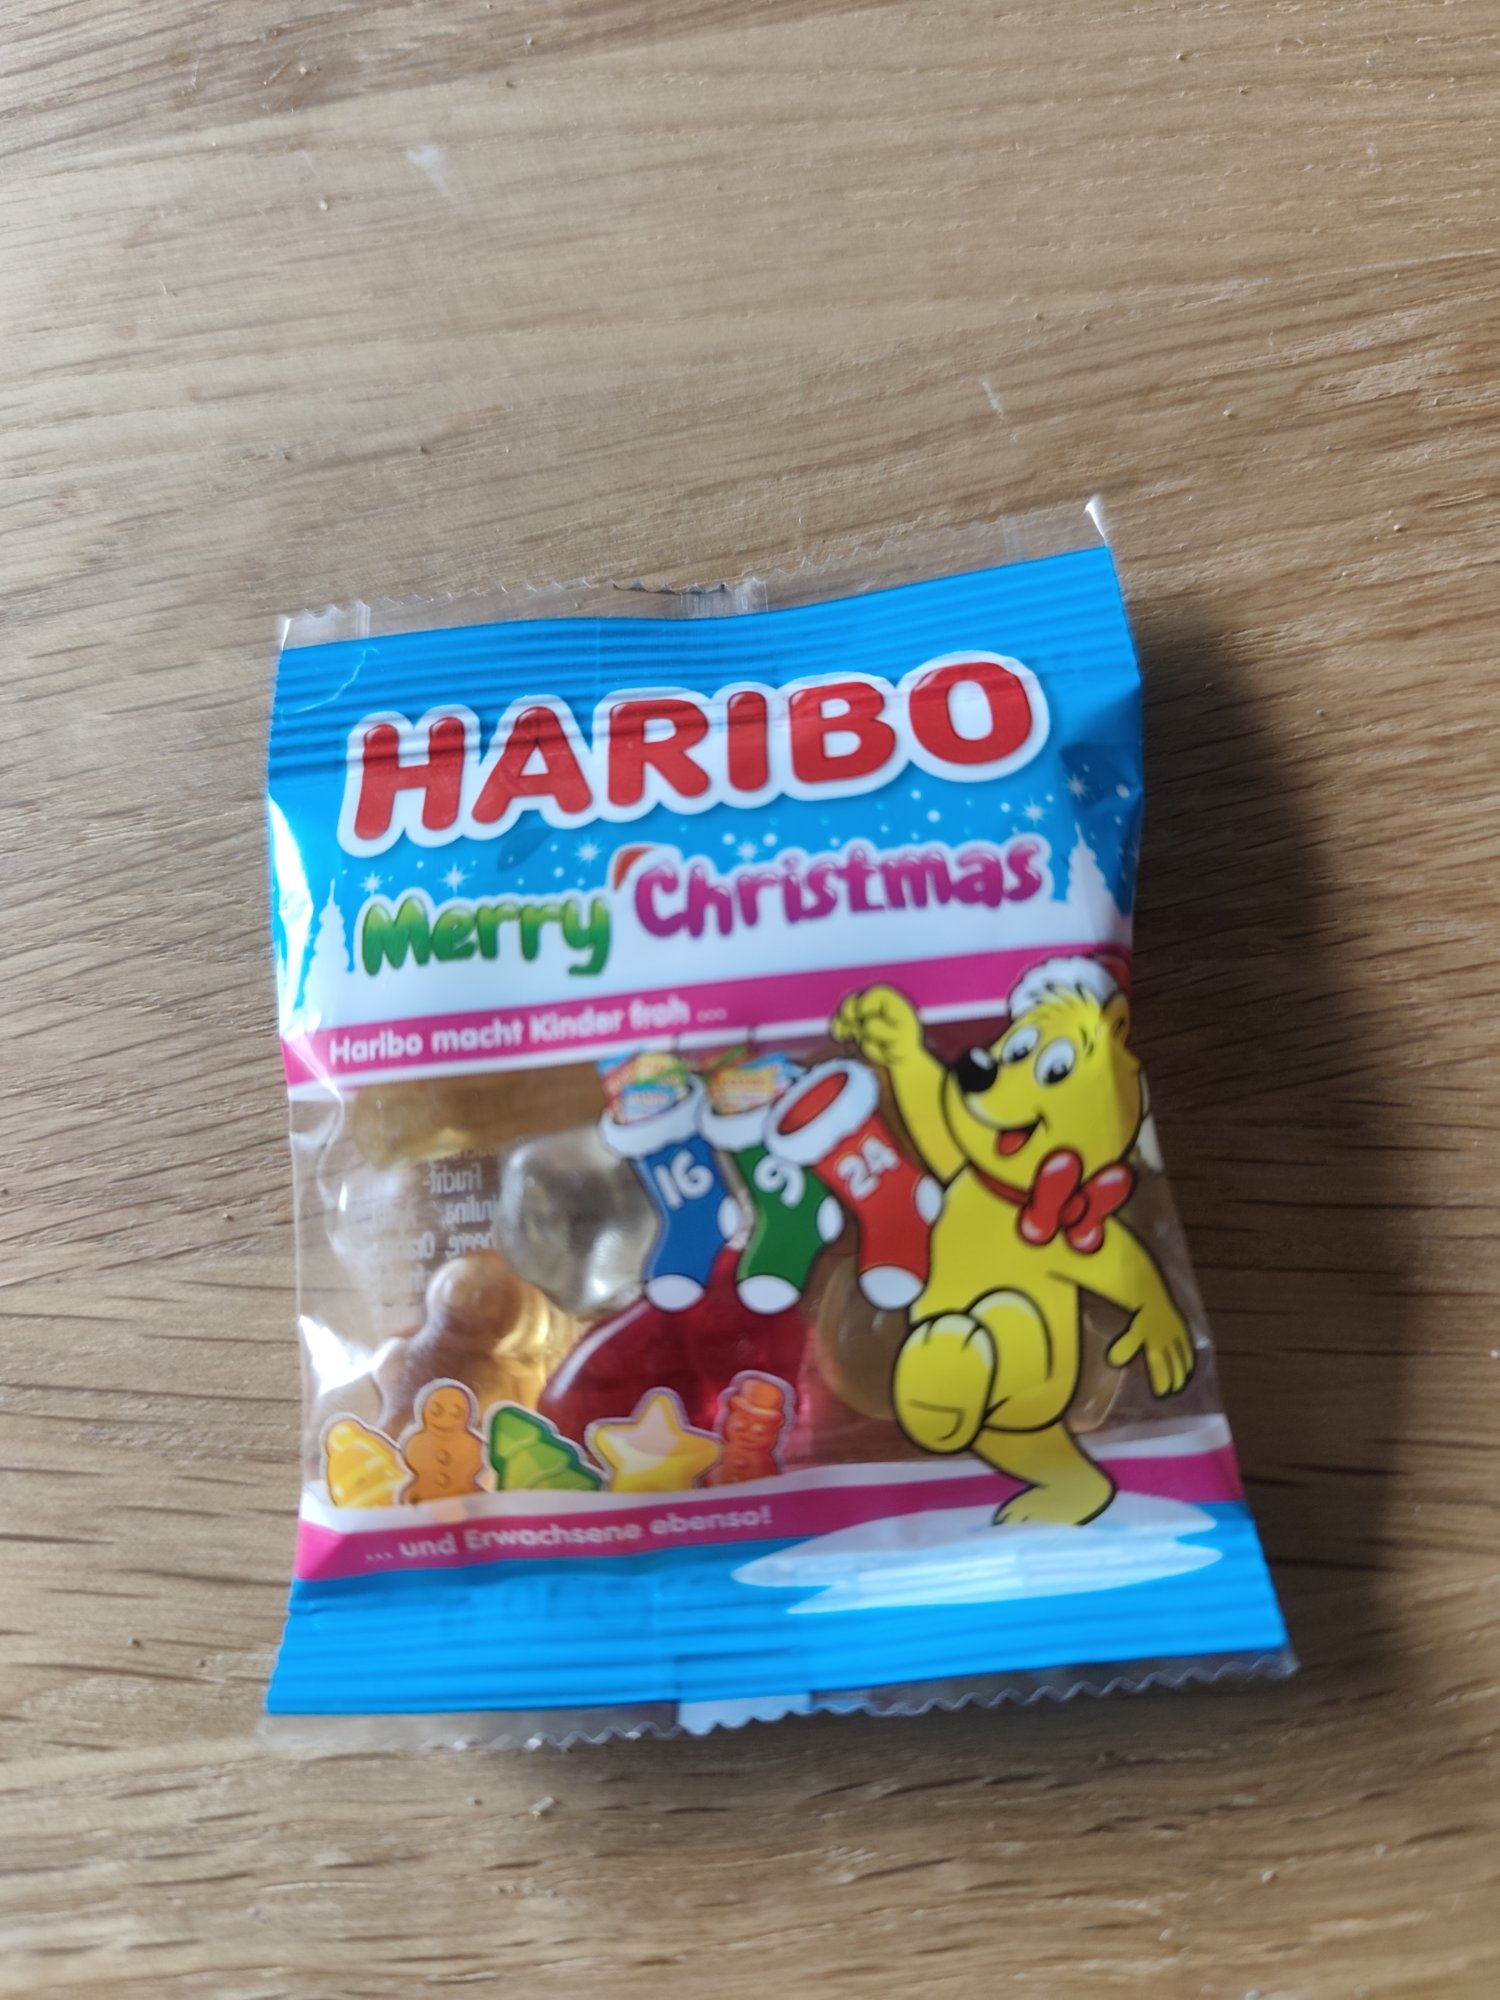 HARIBO
Merry Christmas
Haribo macht Kinder froh ...
16 9 24
... und Erwachsene ebenso!